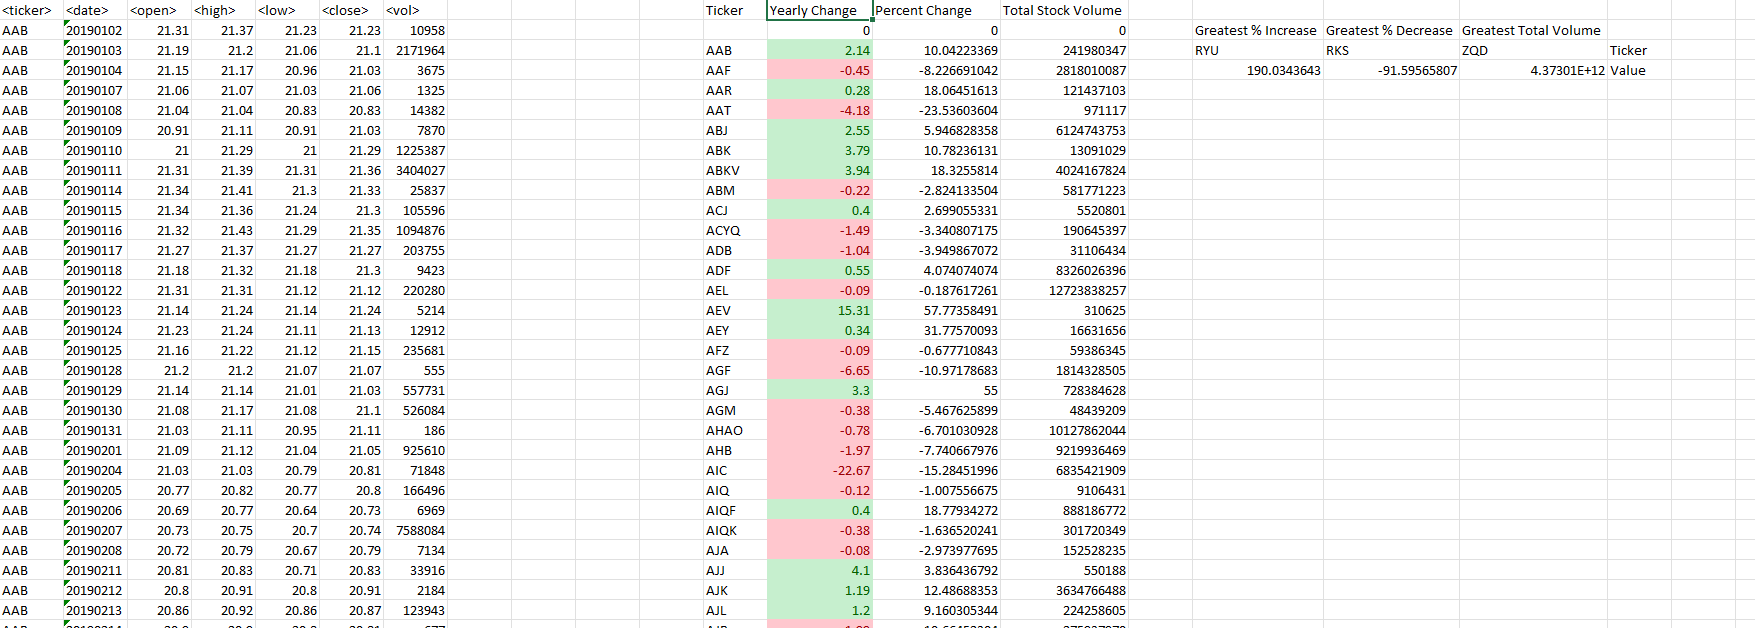 <ticker> <date> <open> <high> <low> <close> <vol> Ticker Yearly Change Percent Change Total Stock Volume
AAB 20190102 21.31 21.37 21.23 21.23 10958 0 0 0 Greatest % Increase Greatest % Decrease Greatest Total Volume
AAB 20190103 21.19 21.2 21.06 21.1 2171964 AAB 2.14 10.04223369 241980347 RYU RKS ZQD Ticker
AAB 20190104 21.15 21.17 20.96 21.03 3675 AAF -0.45 -8.226691042 2818010087 190.0343643 -91.59565807 4.37301E+12 Value
AAB 20190107 21.06 21.07 21.03 21.06 1325 AAR 0.28 18.06451613 121437103
AAB 20190108 21.04 21.04 20.83 20.83 14382 AAT -4.18 -23.53603604 971117
AAB 20190109 20.91 21.11 20.91 21.03 7870 ABJ 2.55 5.946828358 6124743753
AAB 20190110 21 21.29 21 21.29 1225387 ABK 3.79 10.78236131 13091029
AAB 20190111 21.31 21.39 21.31 21.36 3404027 ABKV 3.94 18.3255814 4024167824
AAB 20190114 21.34 21.41 21.3 21.33 25837 ABM -0.22 -2.824133504 581771223
AAB 20190115 21.34 21.36 21.24 21.3 105596 ACJ 0.4 2.699055331 5520801
AAB 20190116 21.32 21.43 21.29 21.35 1094876 ACYQ -1.49 -3.340807175 190645397
AAB 20190117 21.27 21.37 21.27 21.27 203755 ADB -1.04 -3.949867072 31106434
AAB 20190118 21.18 21.32 21.18 21.3 9423 ADF 0.55 4.074074074 8326026396
AAB 20190122 21.31 21.31 21.12 21.12 220280 AEL -0.09 -0.187617261 12723838257
AAB 20190123 21.14 21.24 21.14 21.24 5214 AEV 15.31 57.77358491 310625
AAB 20190124 21.23 21.24 21.11 21.13 12912 AEY 0.34 31.77570093 16631656
AAB 20190125 21.16 21.22 21.12 21.15 235681 AFZ -0.09 -0.677710843 59386345
AAB 20190128 21.2 21.2 21.07 21.07 555 AGF -6.65 -10.97178683 1814328505
AAB 20190129 21.14 21.14 21.01 21.03 557731 AGJ 3.3 55 728384628
AAB 20190130 21.08 21.17 21.08 21.1 526084 AGM -0.38 -5.467625899 48439209
AAB 20190131 21.03 21.11 20.95 21.11 186 AHAO -0.78 -6.701030928 10127862044
AAB 20190201 21.09 21.12 21.04 21.05 925610 AHB -1.97 -7.740667976 9219936469
AAB 20190204 21.03 21.03 20.79 20.81 71848 AIC -22.67 -15.28451996 6835421909
AAB 20190205 20.77 20.82 20.77 20.8 166496 AIQ -0.12 -1.007556675 9106431
AAB 20190206 20.69 20.77 20.64 20.73 6969 AIQF 0.4 18.77934272 888186772
AAB 20190207 20.73 20.75 20.7 20.74 7588084 AIQK -0.38 -1.636520241 301720349
AAB 20190208 20.72 20.79 20.67 20.79 7134 AJA -0.08 -2.973977695 152528235
AAB 20190211 20.81 20.83 20.71 20.83 33916 AJJ 4.1 3.836436792 550188
AAB 20190212 20.8 20.91 20.8 20.91 2184 AJK 1.19 12.48688353 3634766488
AAB 20190213 20.86 20.92 20.86 20.87 123943 AJL 1.2 9.160305344 224258605